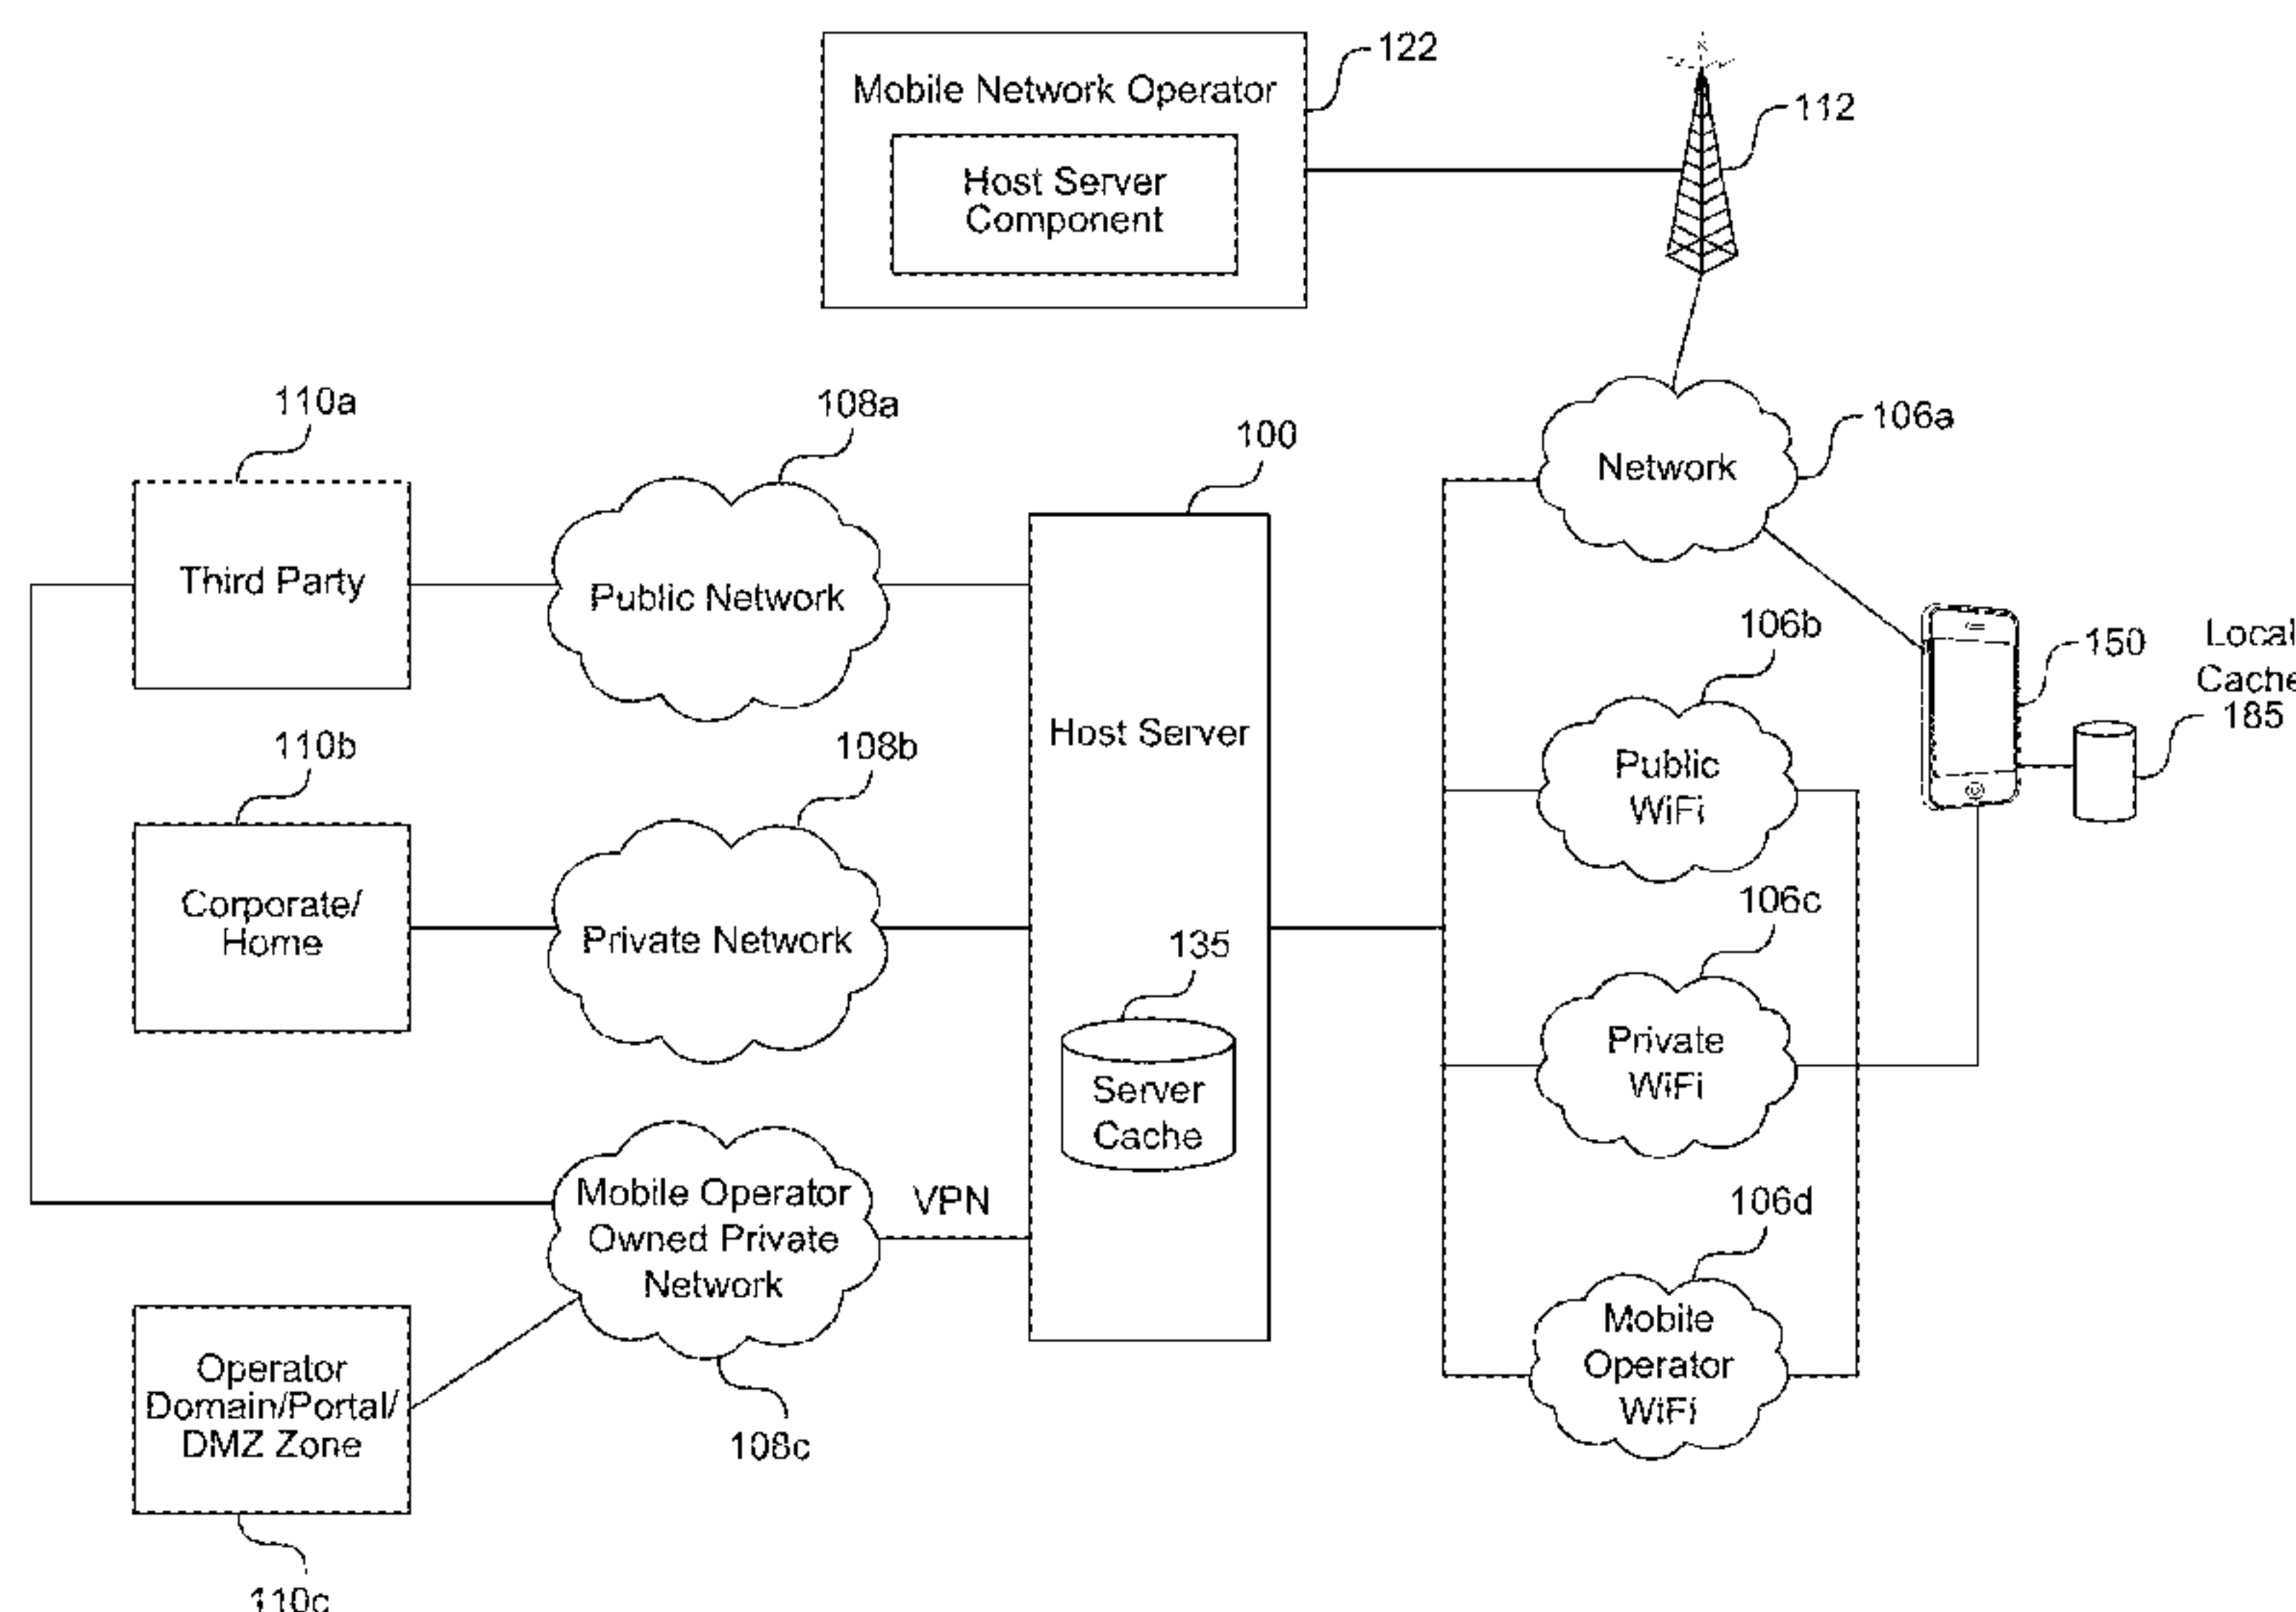 122
Mobile Network Operator
112
Host Server
Component
110a
108a
100
106a
Network
Third Party
Public Network
106b
150
Local
Cache
185
110b
108b
Host Server
Public
WiFi
Corporate/
Home
Private Network
106c
135
Private
WiFi
Server
Cache
Mobile Operator
Owned Private
Network
VPN
106d
Mobile
Operator
WiFi
Operator
Domain/Portal/
DMZ Zone
108c
110c